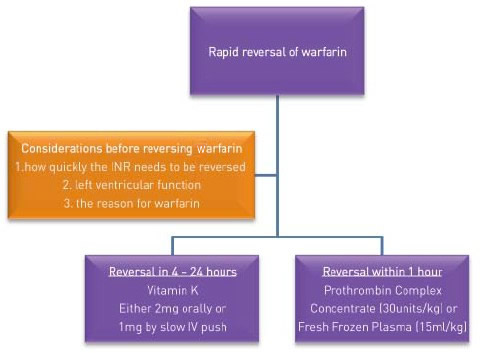 Rapid reversal of warfarin
Considerations before reversing warfarin
1.how quickly the INR needs to be reversed
2. left ventricular function
3. the reason for warfarin
Reversal in 4 – 24 hours
Vitamin K
Either 2mg orally or
1mg by slow IV push
Reversal within 1 hour
Prothrombin Complex
Concentrate (30units/kg) or
Fresh Frozen Plasma (15ml/kg)